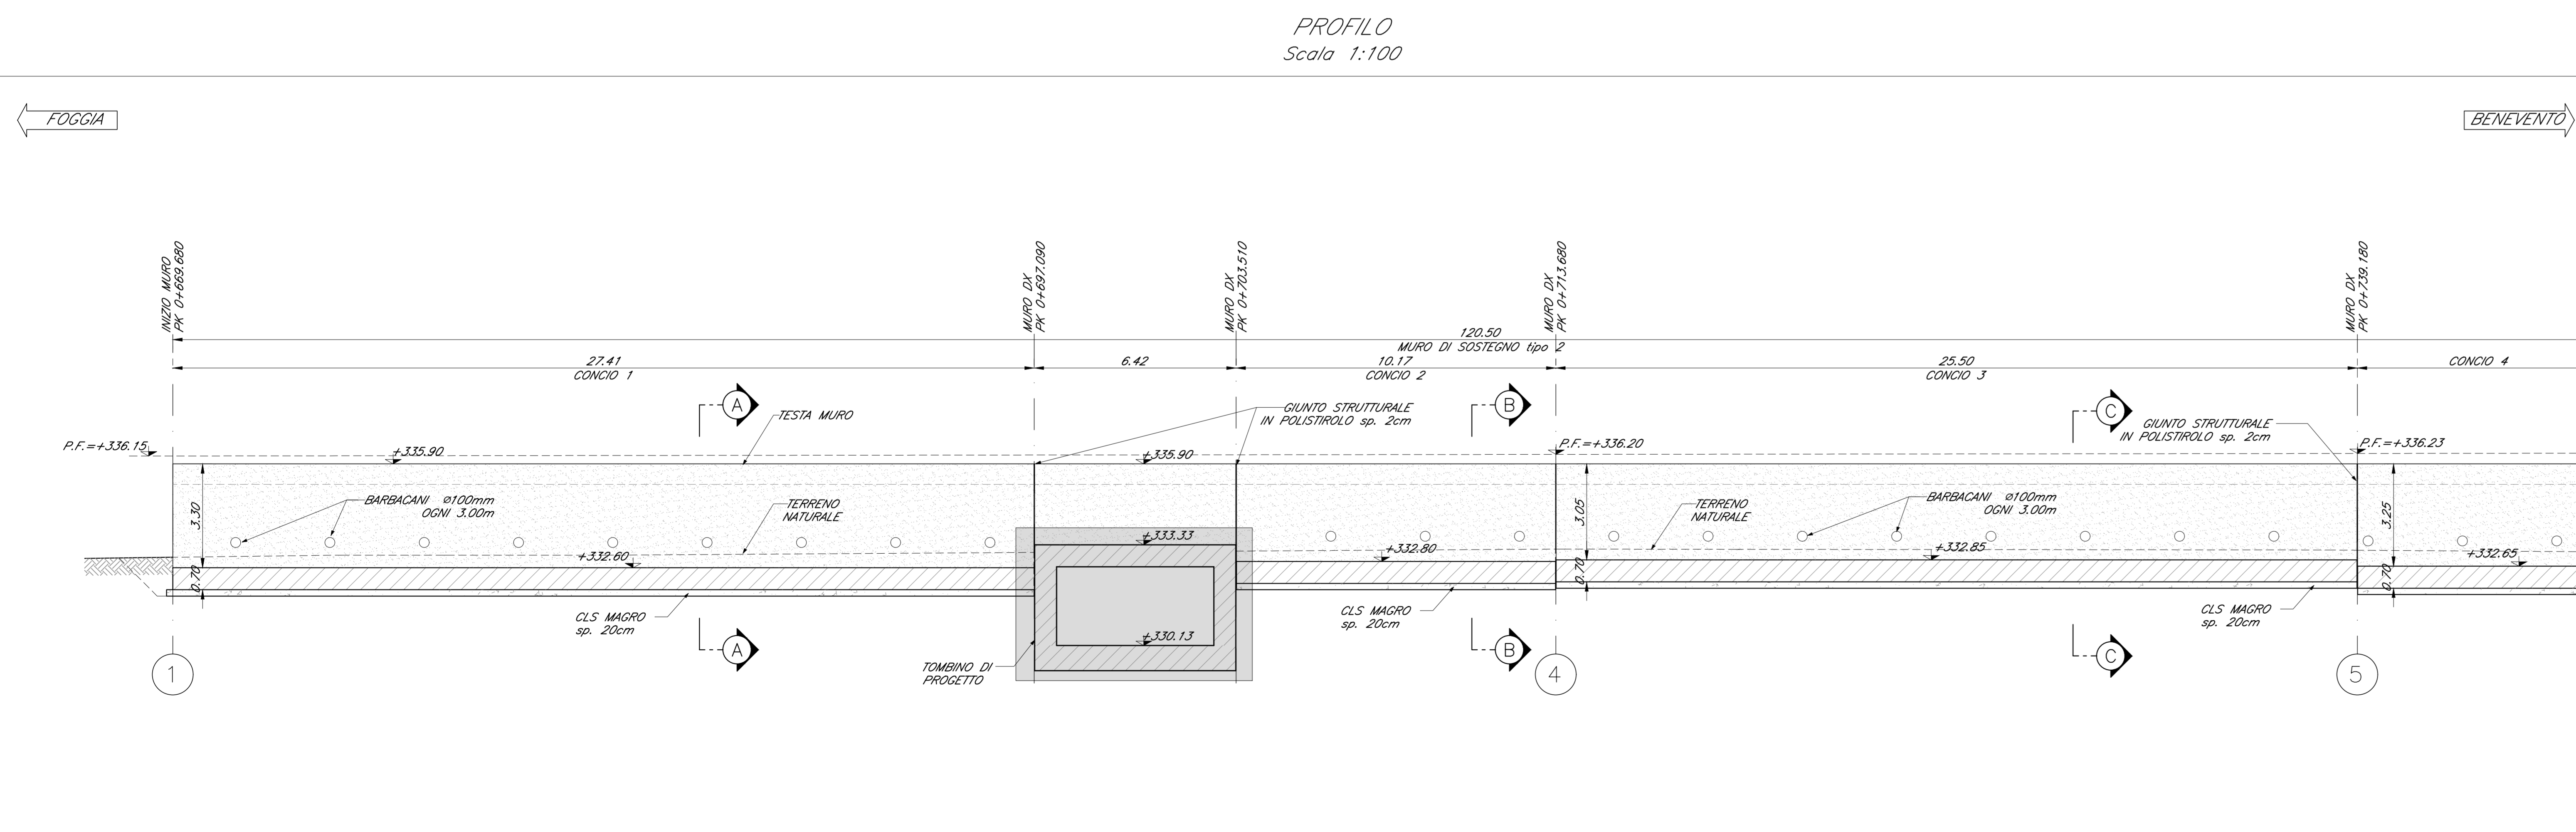 PROFILO
Scala 1:100
FOGGIA
BENEVENTO
INIZIO MURO
PK 0+669.680
MURO DX
PK 0+697.090
MURO DX
PK 0+703.510
MURO DX
PK 0+713.680
MURO DX
PK 0+739.180
120.50
MURO DI SOSTEGNO tipo 2
27.41
CONCIO 1
6.42
10.17
CONCIO 2
25.50
CONCIO 3
CONCIO 4
A
B
C
TESTA MURO
GIUNTO STRUTTURALE
IN POLISTIROLO sp. 2cm
GIUNTO STRUTTURALE
IN POLISTIROLO sp. 2cm
P.F.=+336.15
+335.90
+335.90
P.F.=+336.20
P.F.=+336.23
BARBACANI ø100mm
OGNI 3.00m
TERRENO
NATURALE
TERRENO
NATURALE
BARBACANI ø100mm
OGNI 3.00m
3.30
3.05
3.25
+332.60
+333.33
+332.80
+332.85
+332.65
0.70
0.70
0.70
CLS MAGRO
sp. 20cm
CLS MAGRO
sp. 20cm
CLS MAGRO
sp. 20cm
+330.13
A
B
C
TOMBINO DI
PROGETTO
1
4
5